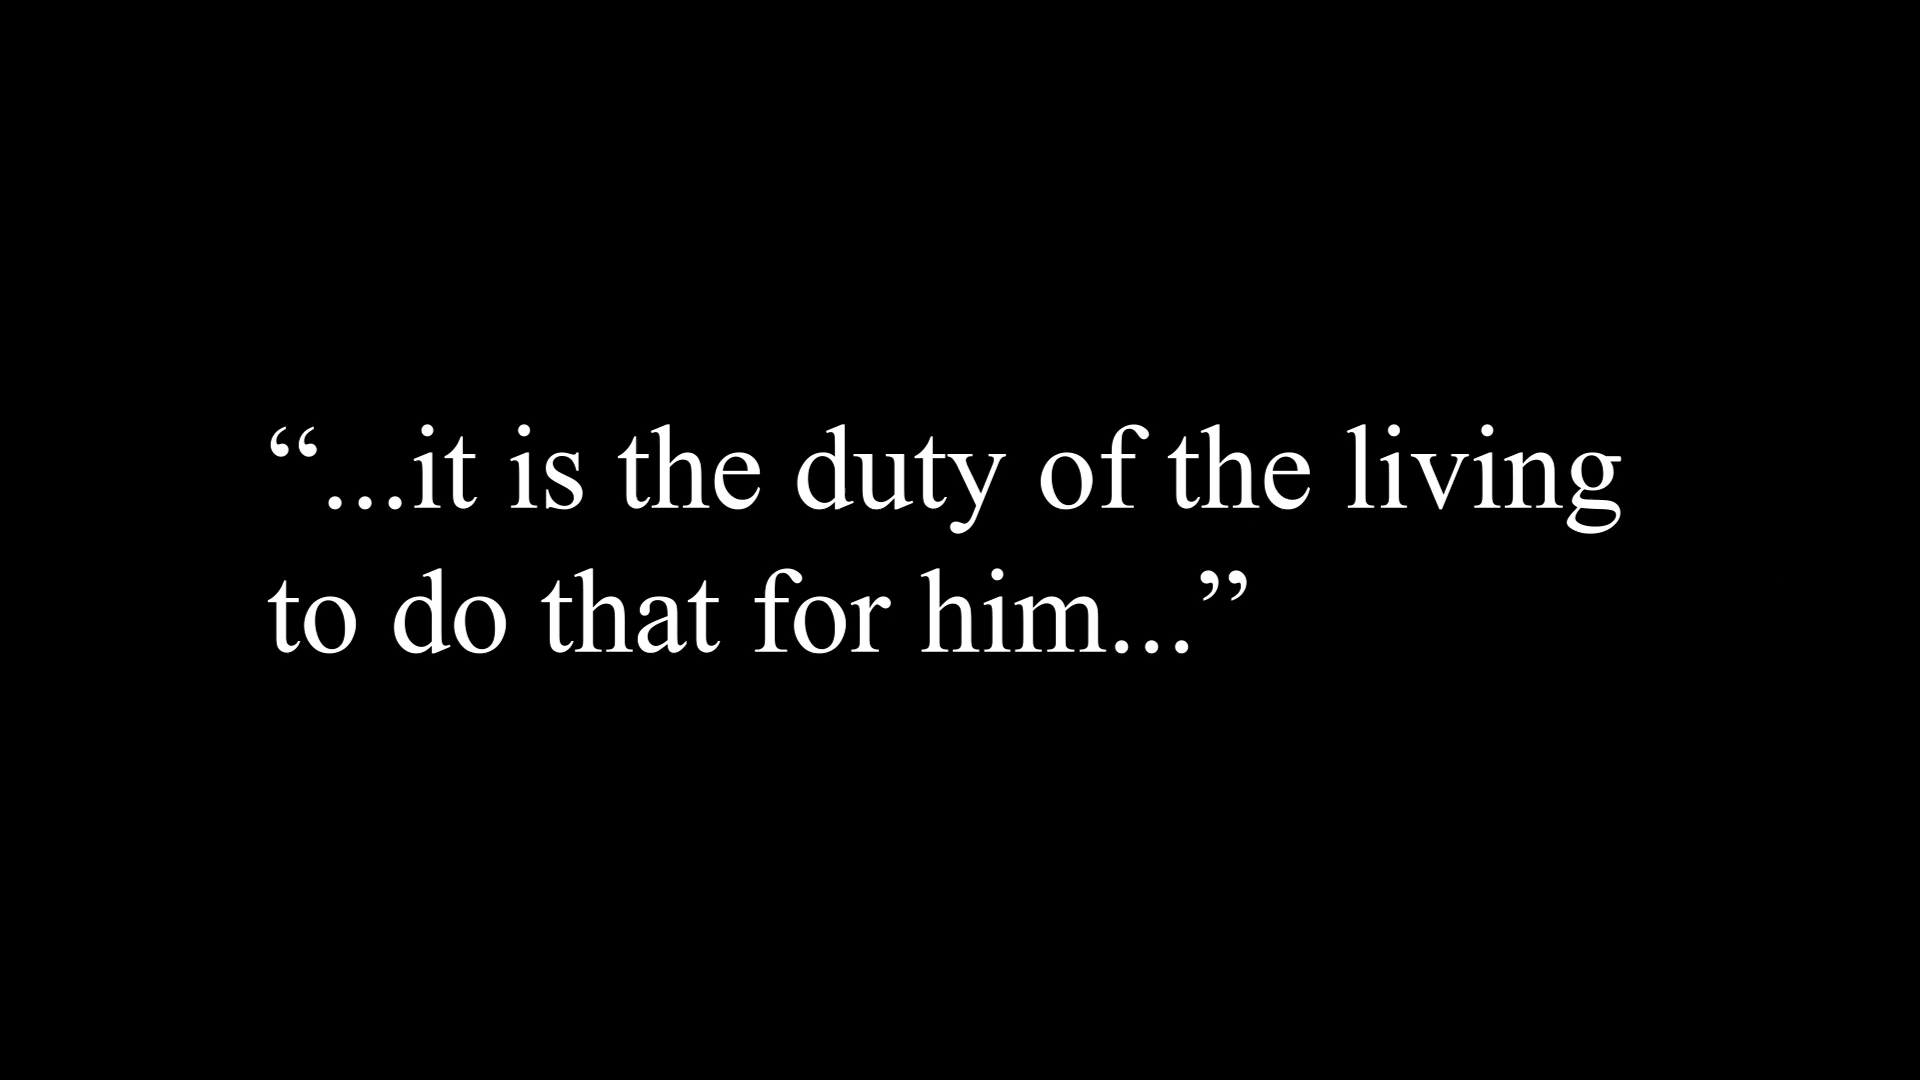 “...it is the duty of the living
to do that for him...”